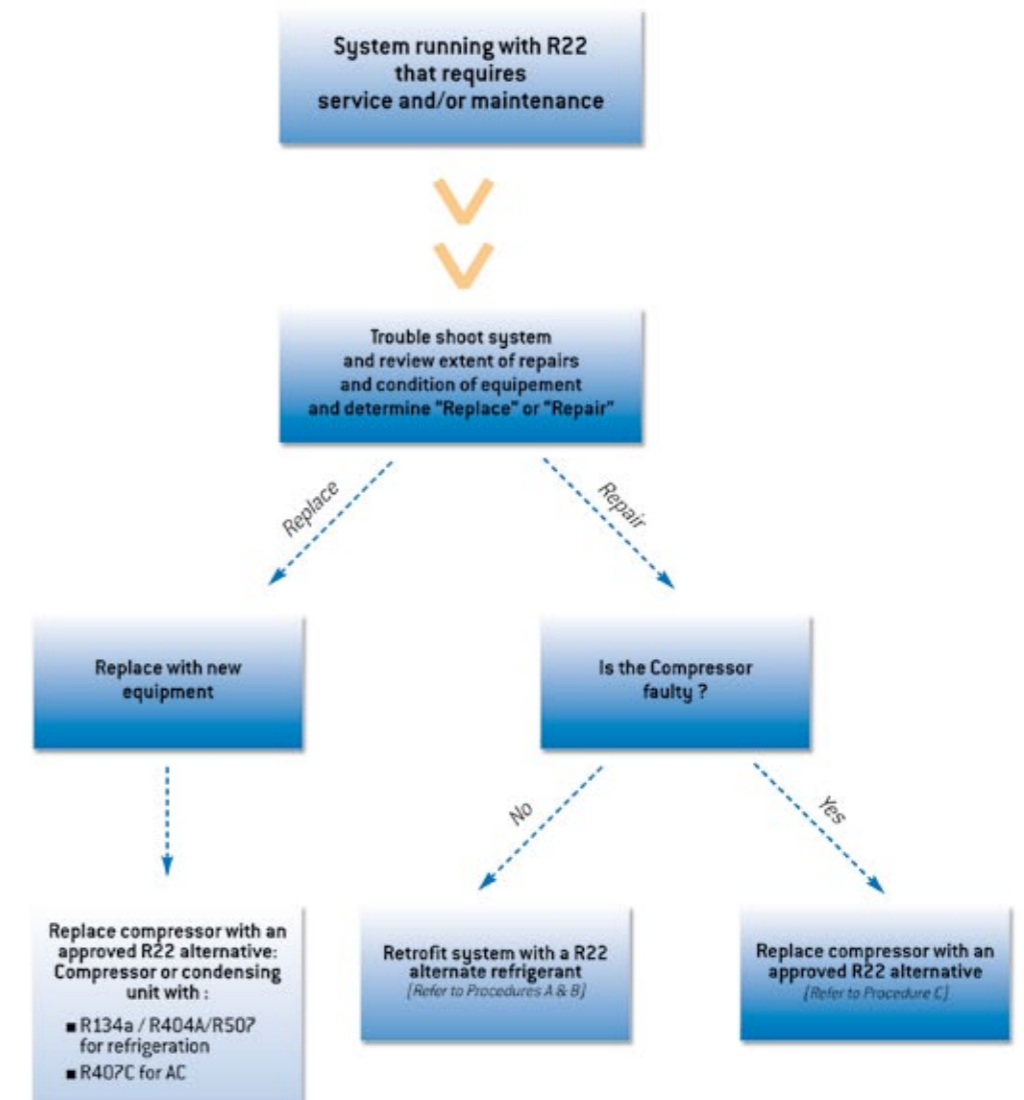 System running with R22
that requires
service and/or maintenance
Trouble shoot system
and review extent of repairs
and condition of equipement
and determine "Replace" or "Repair"
Replace
Repair
Replace with new
equipment
Is the Compressor
faulty ?
No
Yes
Replace compressor with an
approved R22 alternative:
Compressor or condensing
unit with :
■ R134a / R404A/R507
for refrigeration
■ R407C for AC
Retrofit system with a R22
alternate refrigerant
[Refer to Procedures A & B]
Replace compressor with an
approved R22 alternative
[Refer to Procedure C]